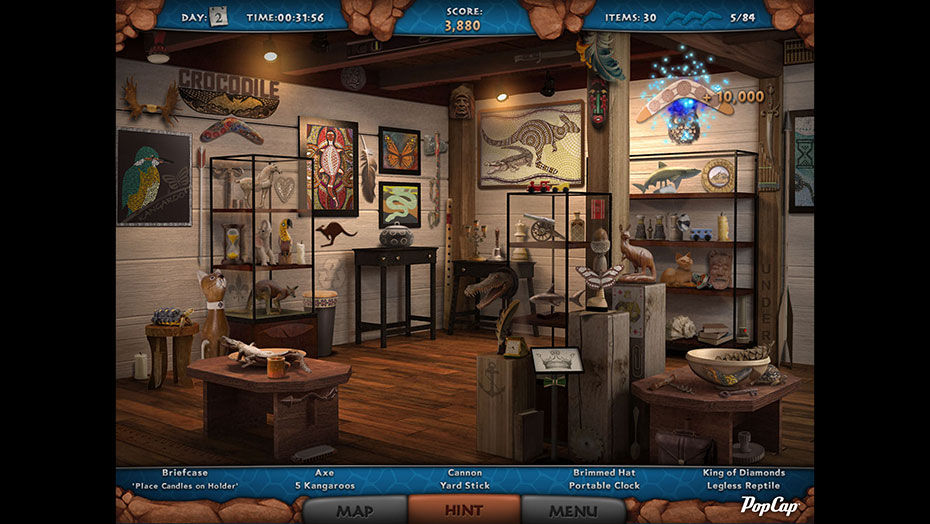 DAY: 2 TIME:00:31:56 SCORE: ITEMS: 30 5/84
3,880
CROCODILE
+ 10,000
UNDER
Briefcase Axe Cannon Brimmed Hat King of Diamonds
'Place Candles on Holder' 5 Kangaroos Yard Stick Portable Clock Legless Reptile
PopCap
MAP HINT MENU